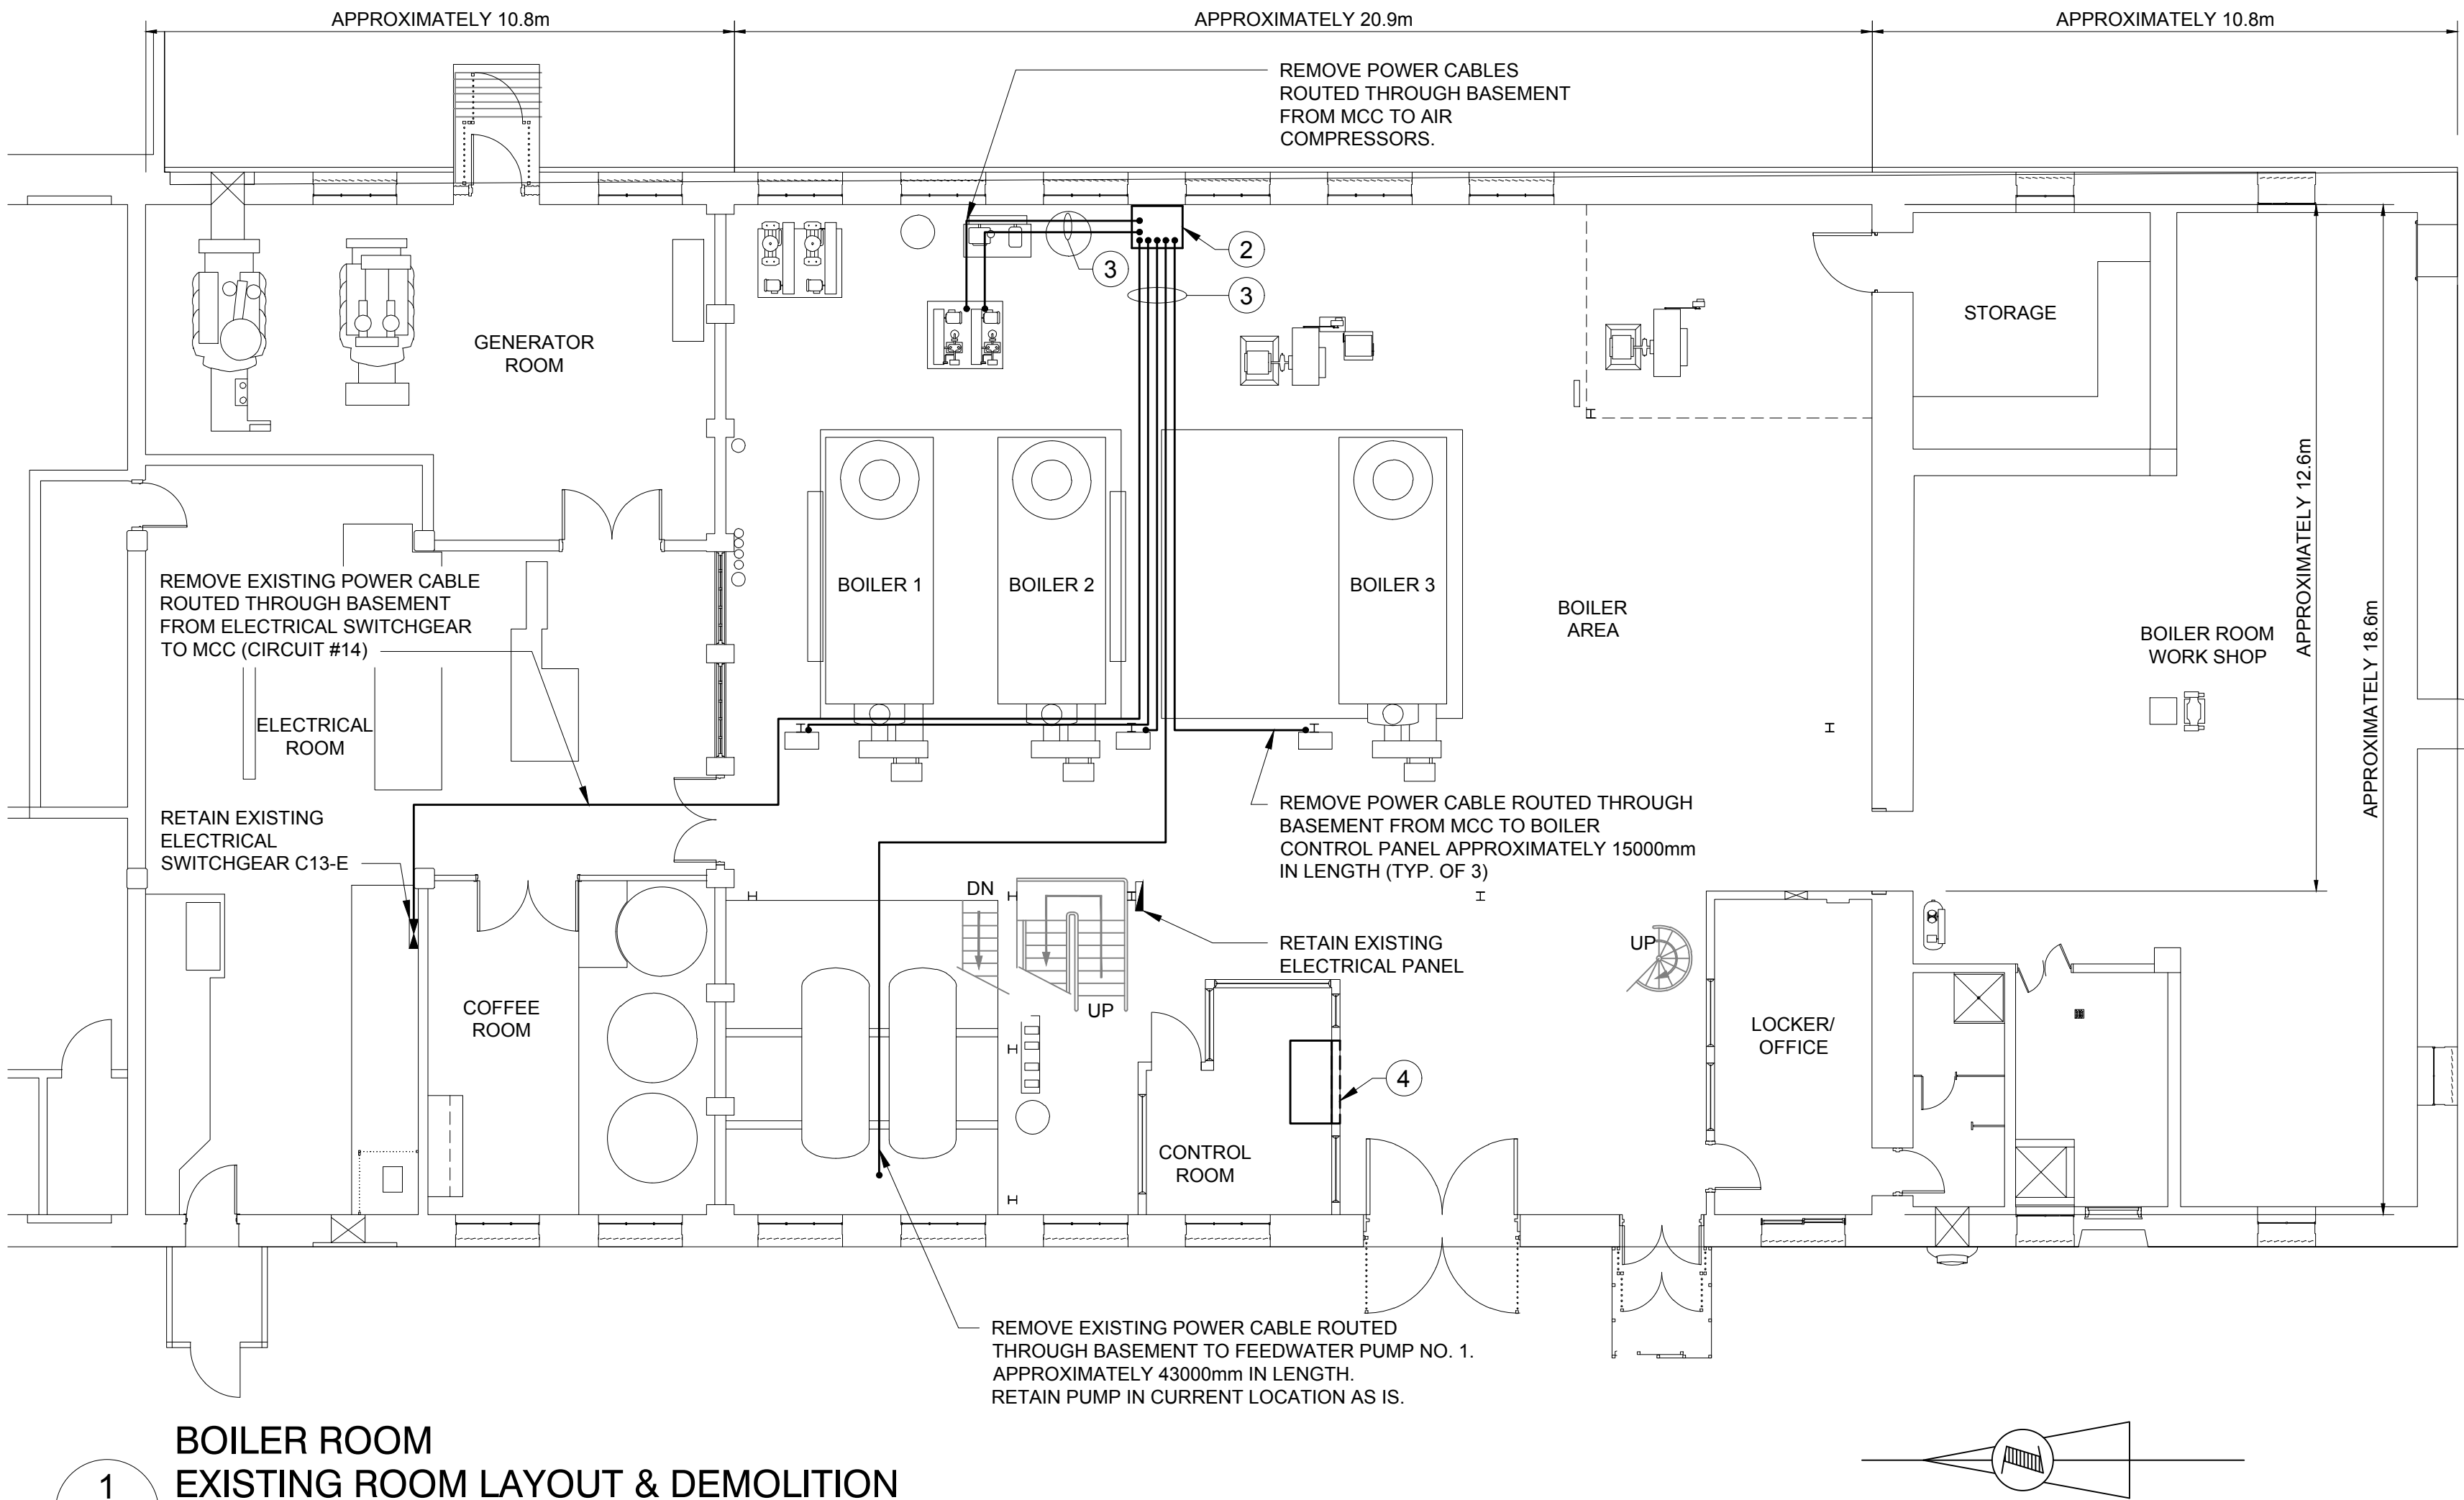 APPROXIMATELY 10.8m
APPROXIMATELY 20.9m
APPROXIMATELY 10.8m
REMOVE POWER CABLES
ROUTED THROUGH BASEMENT
FROM MCC TO AIR
COMPRESSORS.
2
3
3
GENERATOR
ROOM
STORAGE
BOILER 1
BOILER 2
BOILER 3
BOILER
AREA
APPROXIMATELY 12.6m
APPROXIMATELY 18.6m
BOILER ROOM
WORK SHOP
REMOVE EXISTING POWER CABLE
ROUTED THROUGH BASEMENT
FROM ELECTRICAL SWITCHGEAR
TO MCC (CIRCUIT #14)
ELECTRICAL
ROOM
RETAIN EXISTING
ELECTRICAL
SWITCHGEAR C13-E
REMOVE POWER CABLE ROUTED THROUGH
BASEMENT FROM MCC TO BOILER
CONTROL PANEL APPROXIMATELY 15000mm
IN LENGTH (TYP. OF 3)
DN
UP
RETAIN EXISTING
ELECTRICAL PANEL
UP
COFFEE
ROOM
LOCKER/
OFFICE
4
CONTROL
ROOM
REMOVE EXISTING POWER CABLE ROUTED
THROUGH BASEMENT TO FEEDWATER PUMP NO. 1.
APPROXIMATELY 43000mm IN LENGTH.
RETAIN PUMP IN CURRENT LOCATION AS IS.
1
BOILER ROOM
EXISTING ROOM LAYOUT & DEMOLITION